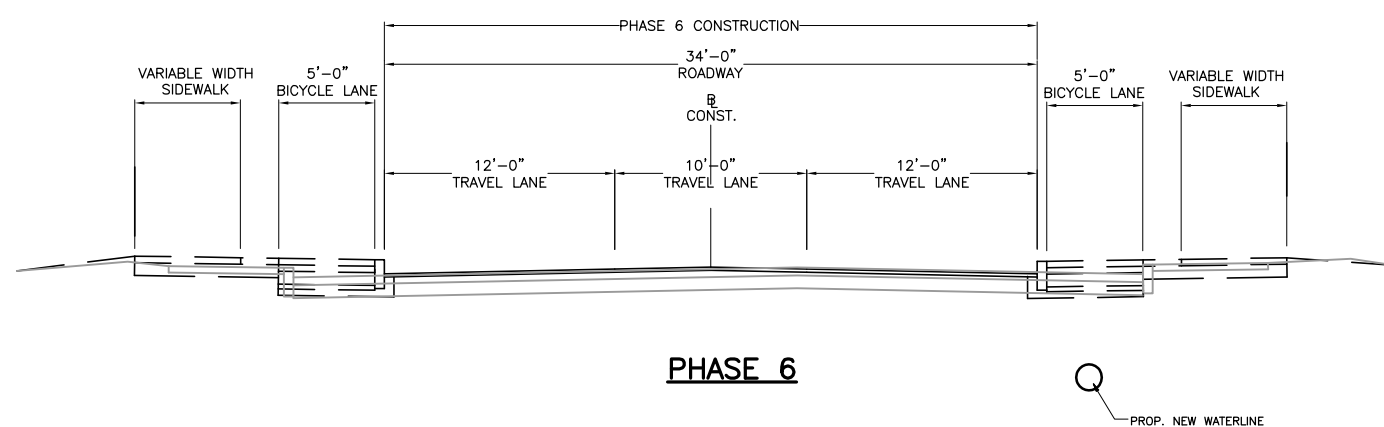 PHASE 6 CONSTRUCTION
34'-0"
ROADWAY
VARIABLE WIDTH
SIDEWALK
5'-0"
BICYCLE LANE
BL
CONST.
5'-0"
BICYCLE LANE
VARIABLE WIDTH
SIDEWALK
12'-0"
TRAVEL LANE
10'-0"
TRAVEL LANE
12'-0"
TRAVEL LANE
PHASE 6
PROP. NEW WATERLINE